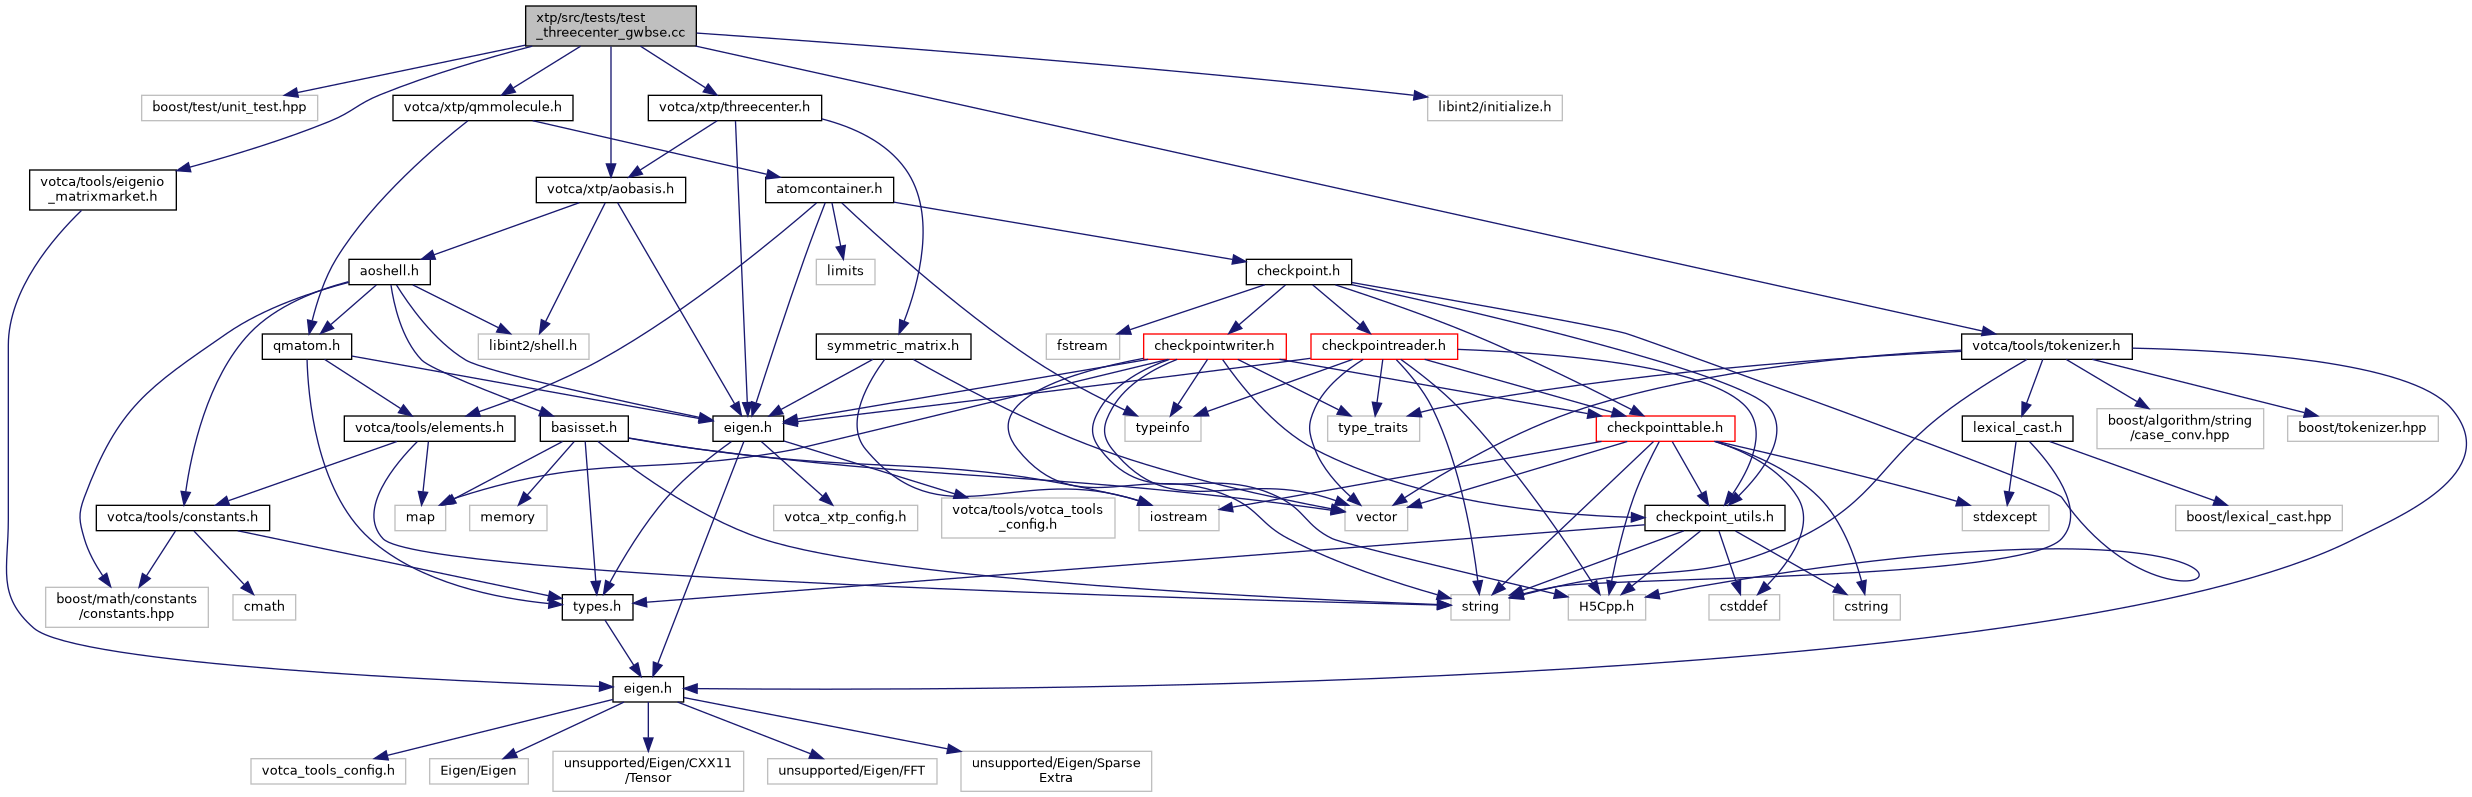 xtp/src/tests/test
_threecenter_gwbse.cc
boost/test/unit_test.hpp
votca/xtp/qmmolecule.h
votca/xtp/threecenter.h
libint2/initialize.h
votca/tools/eigenio
_matrixmarket.h
votca/xtp/aobasis.h
atomcontainer.h
aoshell.h
limits
checkpoint.h
qmatom.h
libint2/shell.h
symmetric_matrix.h
fstream
checkpointwriter.h
checkpointreader.h
votca/tools/tokenizer.h
votca/tools/elements.h
basisset.h
eigen.h
typeinfo
type_traits
checkpointtable.h
lexical_cast.h
boost/algorithm/string
/case_conv.hpp
boost/tokenizer.hpp
votca/tools/constants.h
map
memory
votca_xtp_config.h
votca/tools/votca_tools
_config.h
iostream
vector
checkpoint_utils.h
stdexcept
boost/lexical_cast.hpp
boost/math/constants
/constants.hpp
cmath
types.h
string
H5Cpp.h
cstddef
cstring
eigen.h
votca_tools_config.h
Eigen/Eigen
unsupported/Eigen/CXX11
/Tensor
unsupported/Eigen/FFT
unsupported/Eigen/Sparse
Extra